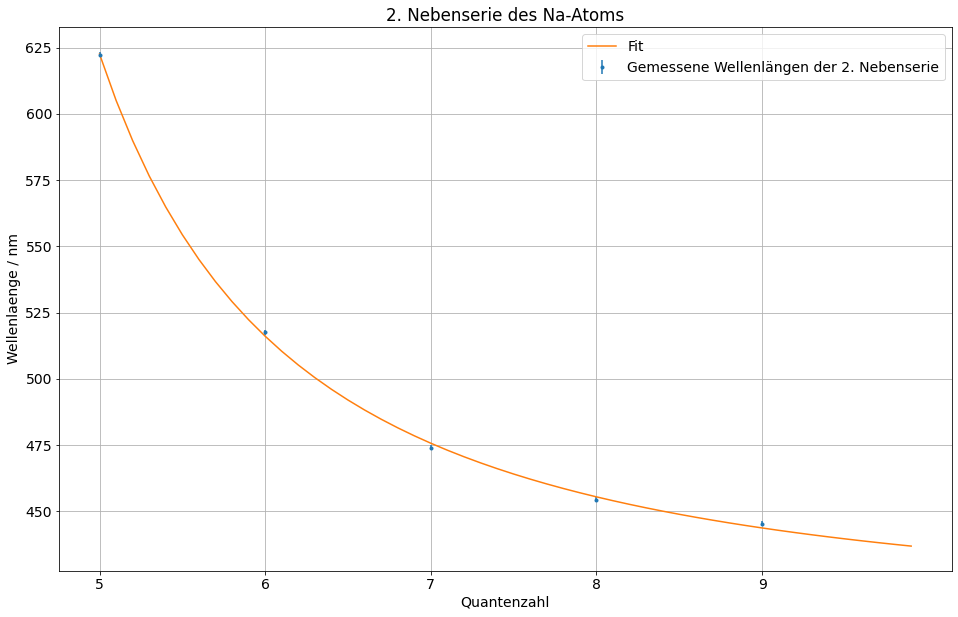 2. Nebenserie des Na-Atoms
Fit
Gemessene Wellenlängen der 2. Nebenserie
Wellenlaenge / nm
625
600
575
550
525
500
475
450
5 6 7 8 9
Quantenzahl